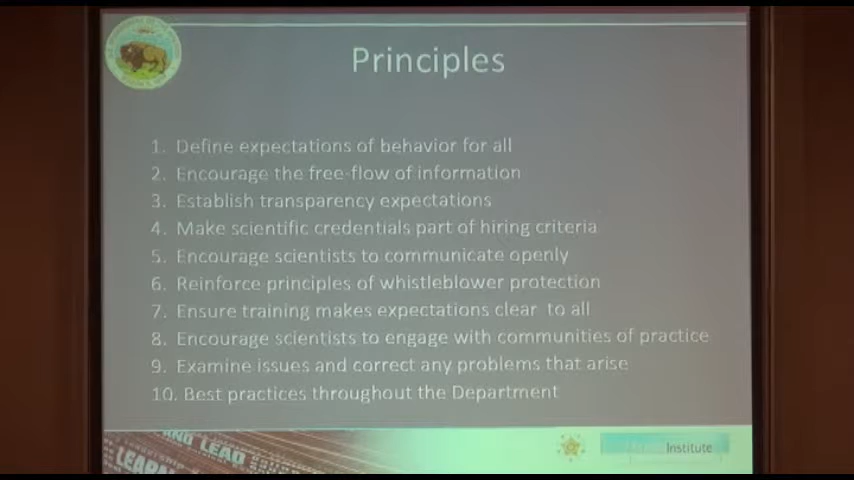 Principles
1. Define expectations of behavior for all
2. Encourage the free-flow of information
3. Establish transparency expectations
4. Make scientific credentials part of hiring criteria
5. Encourage scientists to communicate openly
6. Reinforce principles of whistleblower protection
7. Ensure training makes expectations clear to all
8. Encourage scientists to engage with communities of practice
9. Examine issues and correct any problems that arise
10. Best practices throughout the Department
AND LEAD
LEARN
Institute